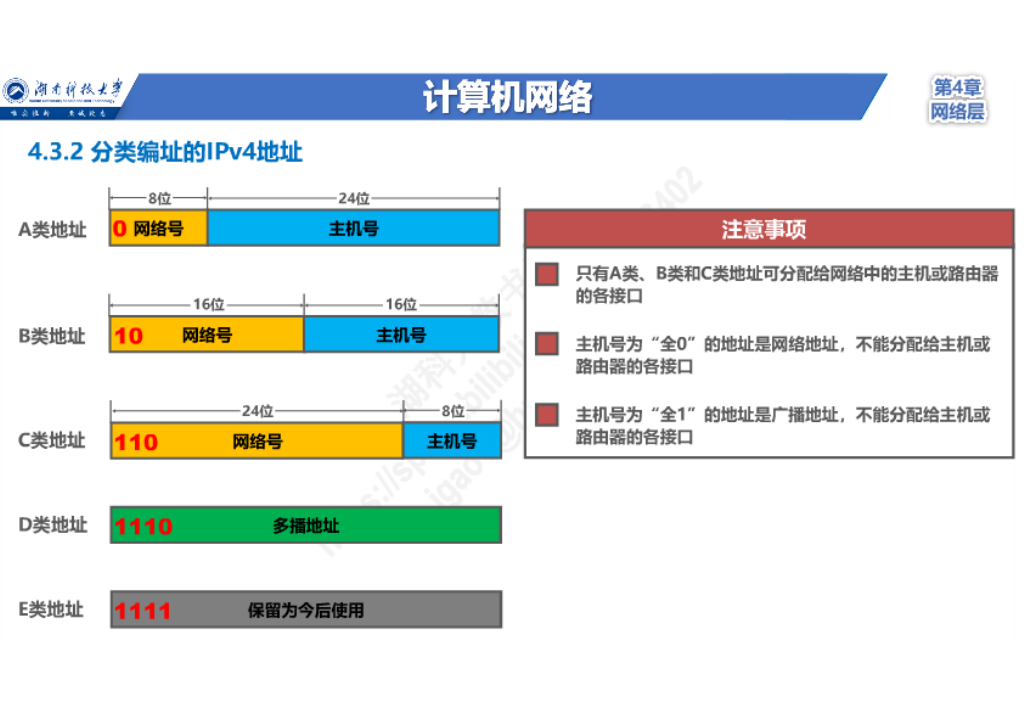 湖南科技大学
计算机网络
第4章
网络层
4.3.2 分类编址的IPv4地址
8位
24位
A类地址
0 网络号
主机号
16位
16位
B类地址
10 网络号
主机号
24位
8位
C类地址
110 网络号
主机号
D类地址
1110 多播地址
E类地址
1111 保留为今后使用
注意事项
只有A类、B类和C类地址可分配给网络中的主机或路由器
的各接口
主机号为“全0”的地址是网络地址，不能分配给主机或
路由器的各接口
主机号为“全1”的地址是广播地址，不能分配给主机或
路由器的各接口